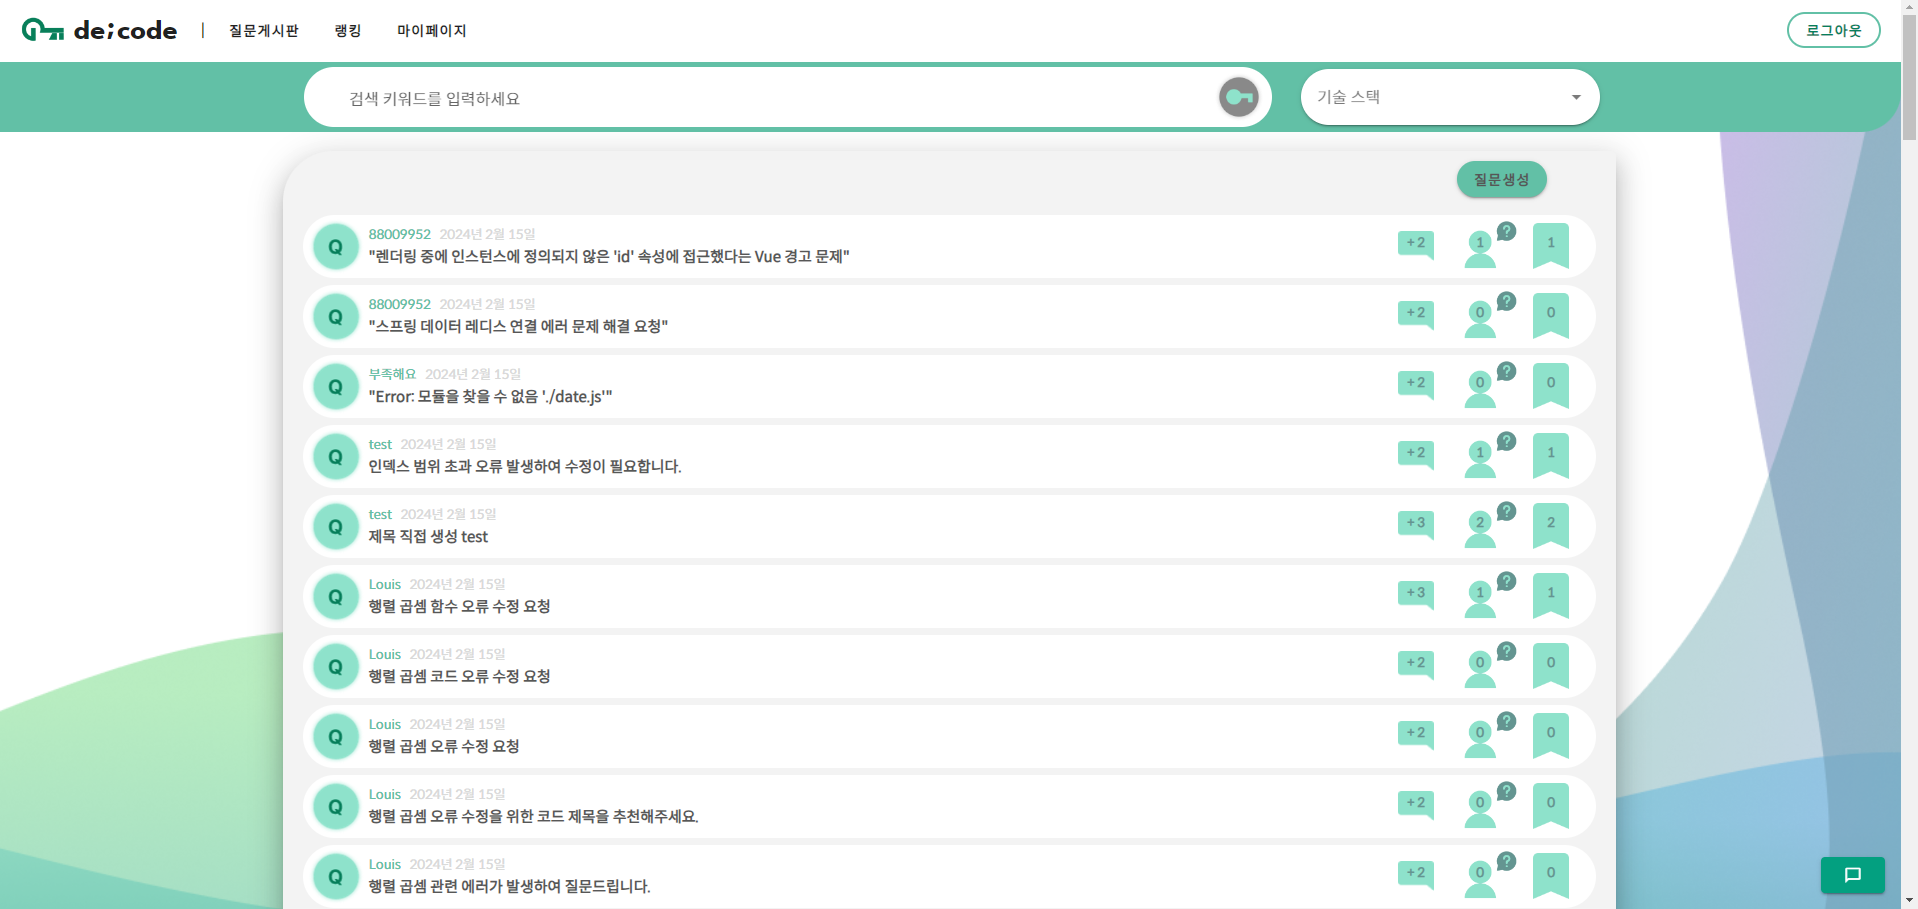 de;code | 질문게시판 랭킹 마이페이지 로그아웃
검색 키워드를 입력하세요 기술 스택
질문생성
Q 88009952 2024년 2월 15일
"렌더링 중에 인스턴스에 정의되지 않은 'id' 속성에 접근했다는 Vue 경고 문제" +2 1 ? 1
Q 88009952 2024년 2월 15일
"스프링 데이터 레디스 연결 에러 문제 해결 요청" +2 0 ? 0
Q 부족해요 2024년 2월 15일
"Error: 모듈을 찾을 수 없음 './date.js'" +2 0 ? 0
Q test 2024년 2월 15일
인덱스 범위 초과 오류 발생하여 수정이 필요합니다. +2 1 ? 1
Q test 2024년 2월 15일
제목 직접 생성 test +3 2 ? 2
Q Louis 2024년 2월 15일
행렬 곱셈 함수 오류 수정 요청 +3 1 ? 1
Q Louis 2024년 2월 15일
행렬 곱셈 코드 오류 수정 요청 +2 0 ? 0
Q Louis 2024년 2월 15일
행렬 곱셈 오류 수정 요청 +2 0 ? 0
Q Louis 2024년 2월 15일
행렬 곱셈 오류 수정을 위한 코드 제목을 추천해주세요. +2 0 ? 0
Q Louis 2024년 2월 15일
행렬 곱셈 관련 에러가 발생하여 질문드립니다. +2 0 ? 0